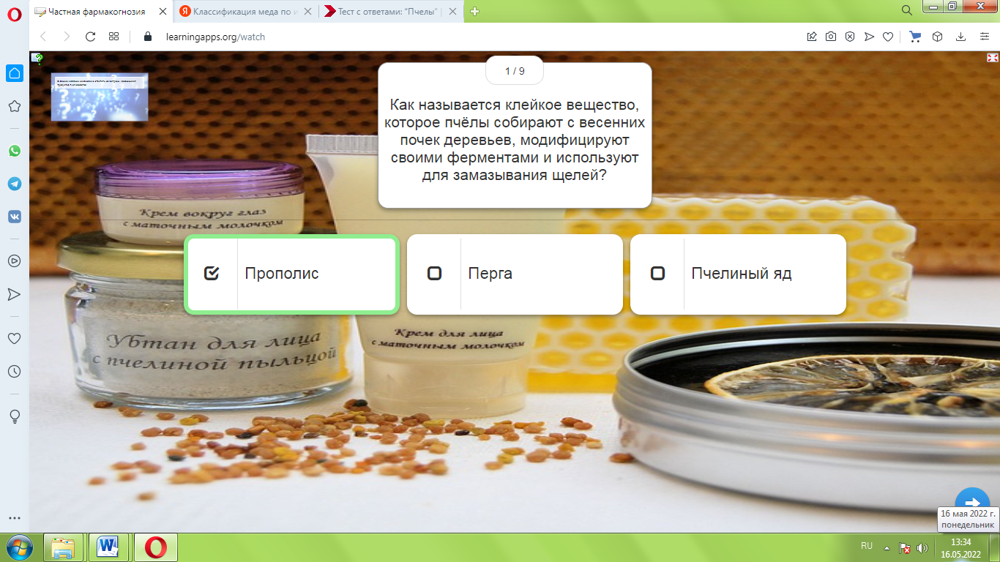 Частная фармакогнозия
Классификация меда по и
Тест с ответами: "Пчелы" |
learningapps.org/watch
1 / 9
Как называется клейкое вещество,
которое пчёлы собирают с весенних
почек деревьев, модифицируют
своими ферментами и используют
для замазывания щелей?
Крем вокруг глаз
с маточным молочком
Прополис
Перга
Пчелиный яд
Убтан для лица
с пчелиной пыльцой
Крем для лица
с маточным молочком
16 мая 2022 г.
понедельник
RU
13:34
16.05.2022